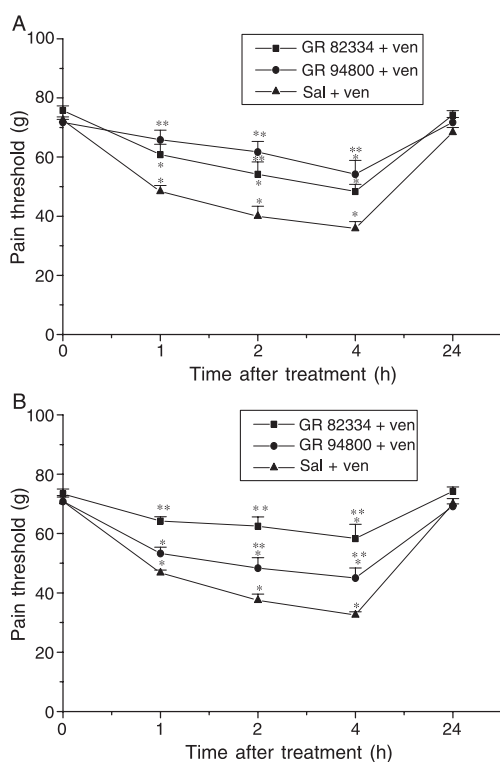 A
100
80
60
40
20
0
Pain threshold (g)
GR 82334 + ven
GR 94800 + ven
Sal + ven
** ** **
** *
* * *
* * *
0 1 2 4 24
Time after treatment (h)
B
100
80
60
40
20
0
Pain threshold (g)
GR 82334 + ven
GR 94800 + ven
Sal + ven
** ** **
*
* ** **
* * *
* *
0 1 2 4 24
Time after treatment (h)